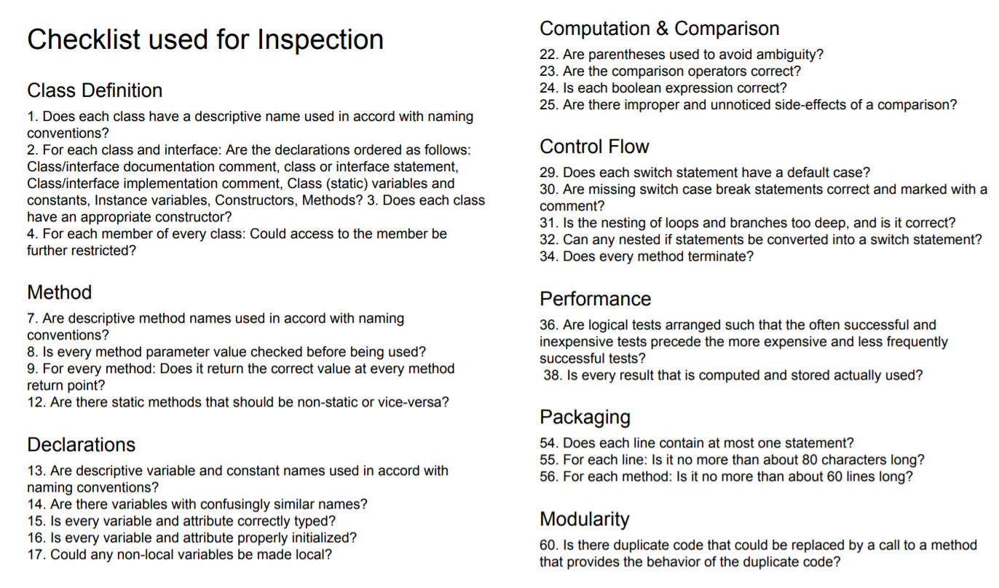 Checklist used for Inspection
Class Definition
1. Does each class have a descriptive name used in accord with naming
conventions?
2. For each class and interface: Are the declarations ordered as follows:
Class/interface documentation comment, class or interface statement,
Class/interface implementation comment, Class (static) variables and
constants, Instance variables, Constructors, Methods? 3. Does each class
have an appropriate constructor?
4. For each member of every class: Could access to the member be
further restricted?
Method
7. Are descriptive method names used in accord with naming
conventions?
8. Is every method parameter value checked before being used?
9. For every method: Does it return the correct value at every method
return point?
12. Are there static methods that should be non-static or vice-versa?
Declarations
13. Are descriptive variable and constant names used in accord with
naming conventions?
14. Are there variables with confusingly similar names?
15. Is every variable and attribute correctly typed?
16. Is every variable and attribute properly initialized?
17. Could any non-local variables be made local?
Computation & Comparison
22. Are parentheses used to avoid ambiguity?
23. Are the comparison operators correct?
24. Is each boolean expression correct?
25. Are there improper and unnoticed side-effects of a comparison?
Control Flow
29. Does each switch statement have a default case?
30. Are missing switch case break statements correct and marked with a
comment?
31. Is the nesting of loops and branches too deep, and is it correct?
32. Can any nested if statements be converted into a switch statement?
34. Does every method terminate?
Performance
36. Are logical tests arranged such that the often successful and
inexpensive tests precede the more expensive and less frequently
successful tests?
38. Is every result that is computed and stored actually used?
Packaging
54. Does each line contain at most one statement?
55. For each line: Is it no more than about 80 characters long?
56. For each method: Is it no more than about 60 lines long?
Modularity
60. Is there duplicate code that could be replaced by a call to a method
that provides the behavior of the duplicate code?